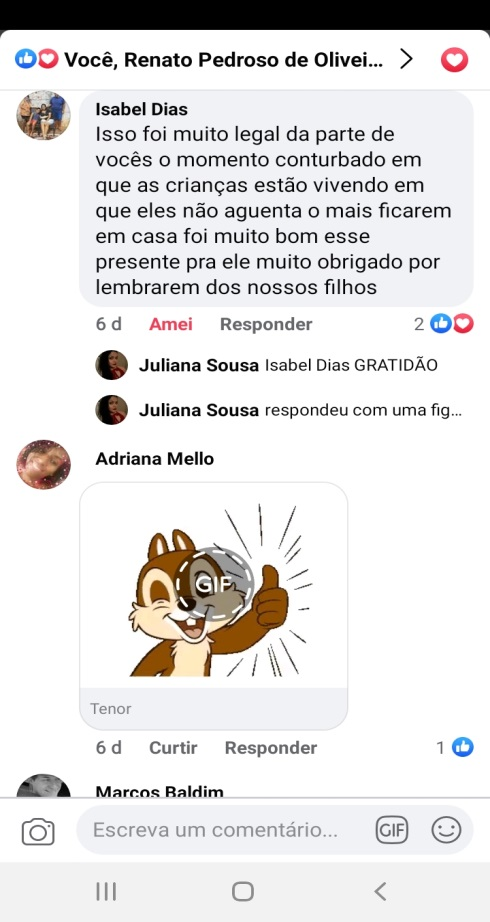 Você, Renato Pedroso de Olivei...
Isabel Dias
Isso foi muito legal da parte de
vocês o momento conturbado em
que as crianças estão vivendo em
que eles não aguenta o mais ficarem
em casa foi muito bom esse
presente pra ele muito obrigado por
lembrarem dos nossos filhos
6 d Amei Responder 2
Juliana Sousa Isabel Dias GRATIDÃO
Juliana Sousa respondeu com uma fig...
Adriana Mello
GIF
Tenor
6 d Curtir Responder 1
Marcos Baldim
Escreva um comentário... GIF